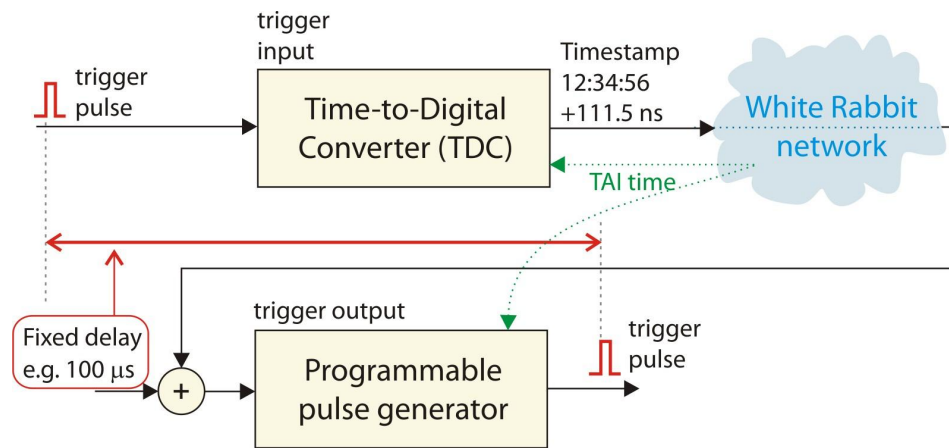 trigger
input
trigger
pulse
Time-to-Digital
Converter (TDC)
Timestamp
12:34:56
+111.5 ns
White Rabbit
network
TAI time
trigger output
Fixed delay
e.g. 100 μs
+
Programmable
pulse generator
trigger
pulse